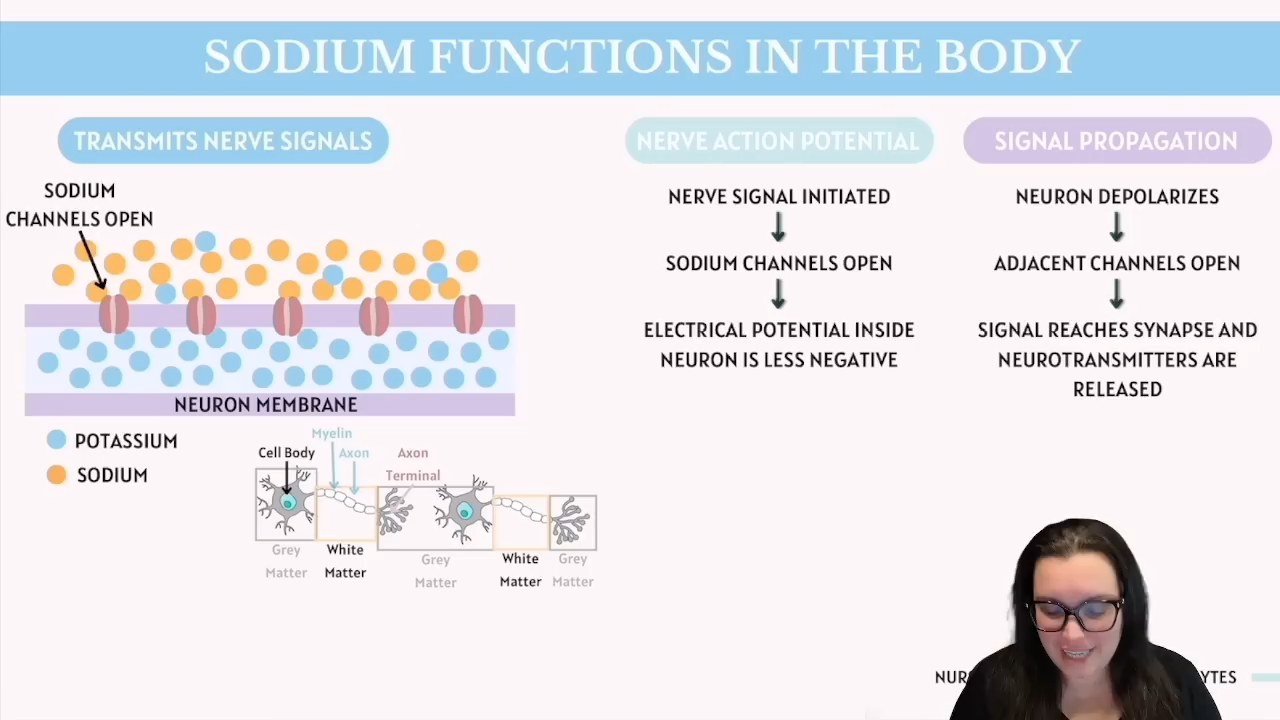 SODIUM FUNCTIONS IN THE BODY
TRANSMITS NERVE SIGNALS
SODIUM
CHANNELS OPEN
NEURON MEMBRANE
POTASSIUM
SODIUM
Myelin
Cell Body
Axon
Axon
Terminal
Grey
Matter
White
Matter
Grey
Matter
White
Matter
Grey
Matter
NERVE ACTION POTENTIAL
NERVE SIGNAL INITIATED
SODIUM CHANNELS OPEN
ELECTRICAL POTENTIAL INSIDE
NEURON IS LESS NEGATIVE
SIGNAL PROPAGATION
NEURON DEPOLARIZES
ADJACENT CHANNELS OPEN
SIGNAL REACHES SYNAPSE AND
NEUROTRANSMITTERS ARE
RELEASED